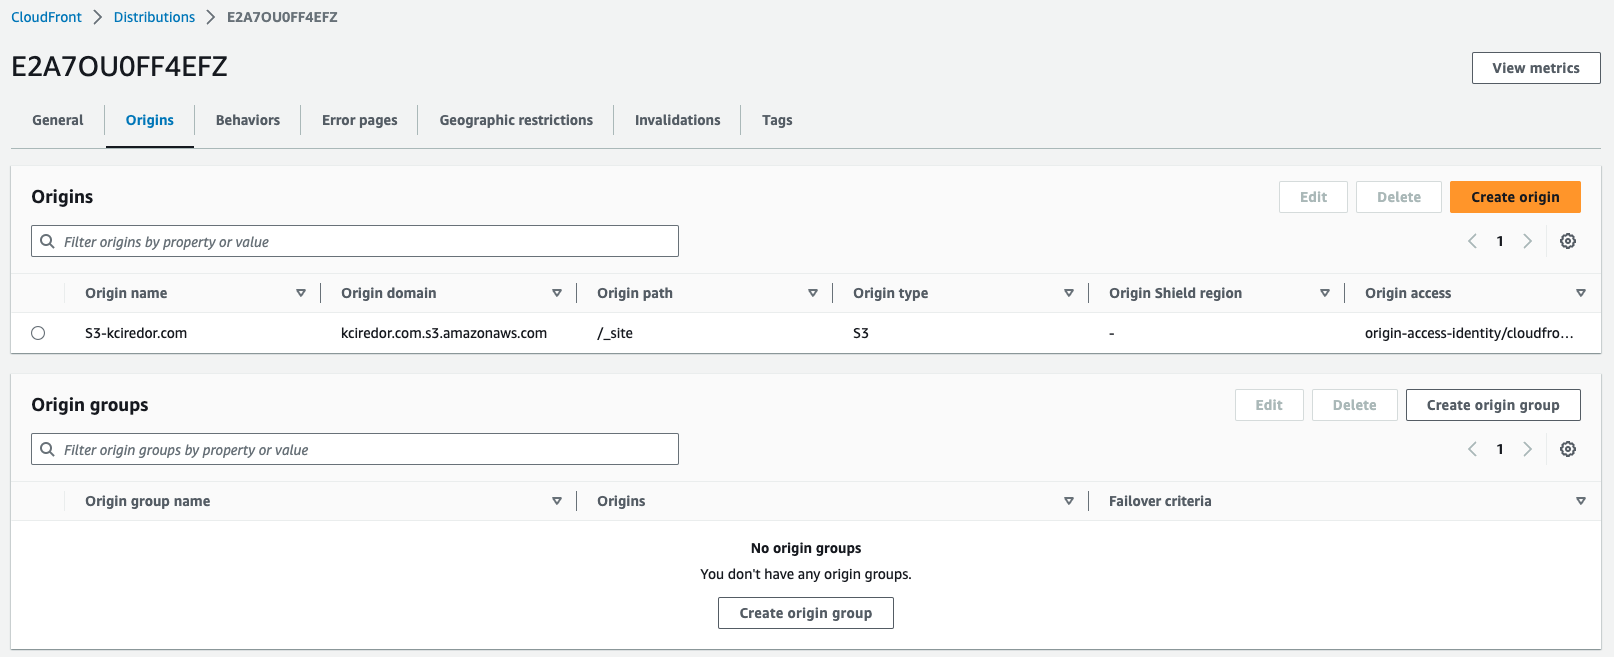 CloudFront Distributions E2A7OU0FF4EFZ
E2A7OU0FF4EFZ
View metrics
General Origins Behaviors Error pages Geographic restrictions Invalidations Tags
Origins
Edit Delete Create origin
Filter origins by property or value
1
Origin name Origin domain Origin path Origin type Origin Shield region Origin access
S3-kciredor.com kciredor.com.s3.amazonaws.com /_site S3 - origin-access-identity/cloudfro...
Origin groups
Edit Delete Create origin group
Filter origin groups by property or value
1
Origin group name Origins Failover criteria
No origin groups
You don't have any origin groups.
Create origin group